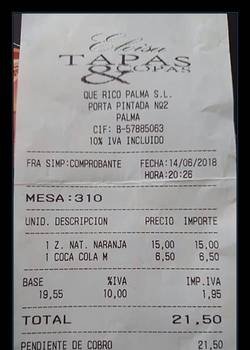 Eloisa
TAPAS
& COPAS
QUE RICO PALMA S.L.
PORTA PINTADA Nº2
PALMA
CIF: B-57885063
10% IVA INCLUIDO
FRA SIMP:COMPROBANTE FECHA:14/06/2018
HORA:20:26
MESA:310
UNID. DESCRIPCION PRECIO IMPORTE
1 Z. NAT. NARANJA 15,00 15,00
1 COCA COLA M 6,50 6,50
BASE %IVA IMP.IVA
19,55 10,00 1,95
TOTAL 21,50
PENDIENTE DE COBRO 21,50